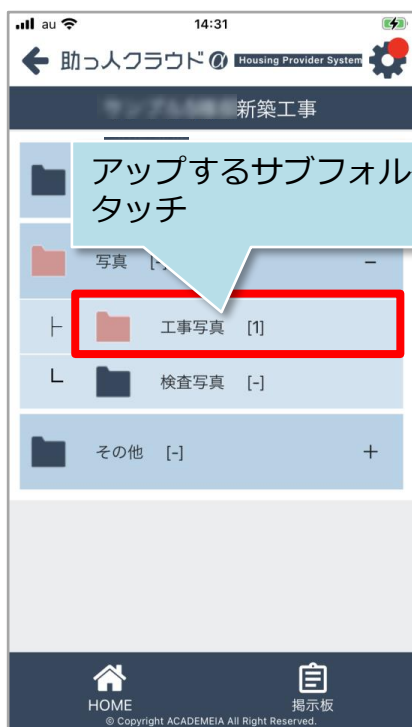 au 14:31
助っ人クラウドα Housing Provider System
新築工事
アップするサブフォル
タッチ
写真 [-] −
├ 工事写真 [1]
└ 検査写真 [-]
その他 [-] +
HOME 掲示板
© Copyright ACADEMEIA All Right Reserved.